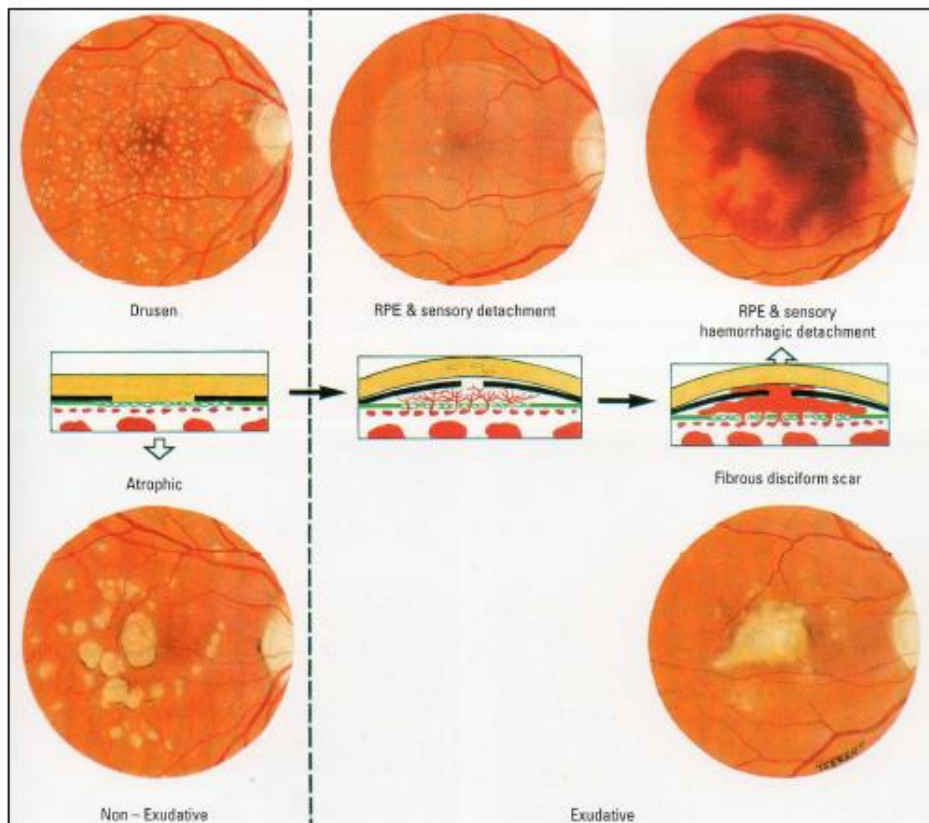 Drusen
RPE & sensory detachment
RPE & sensory
haemorrhagic detachment
Atrophic
Fibrous disciform scar
Non – Exudative
Exudative